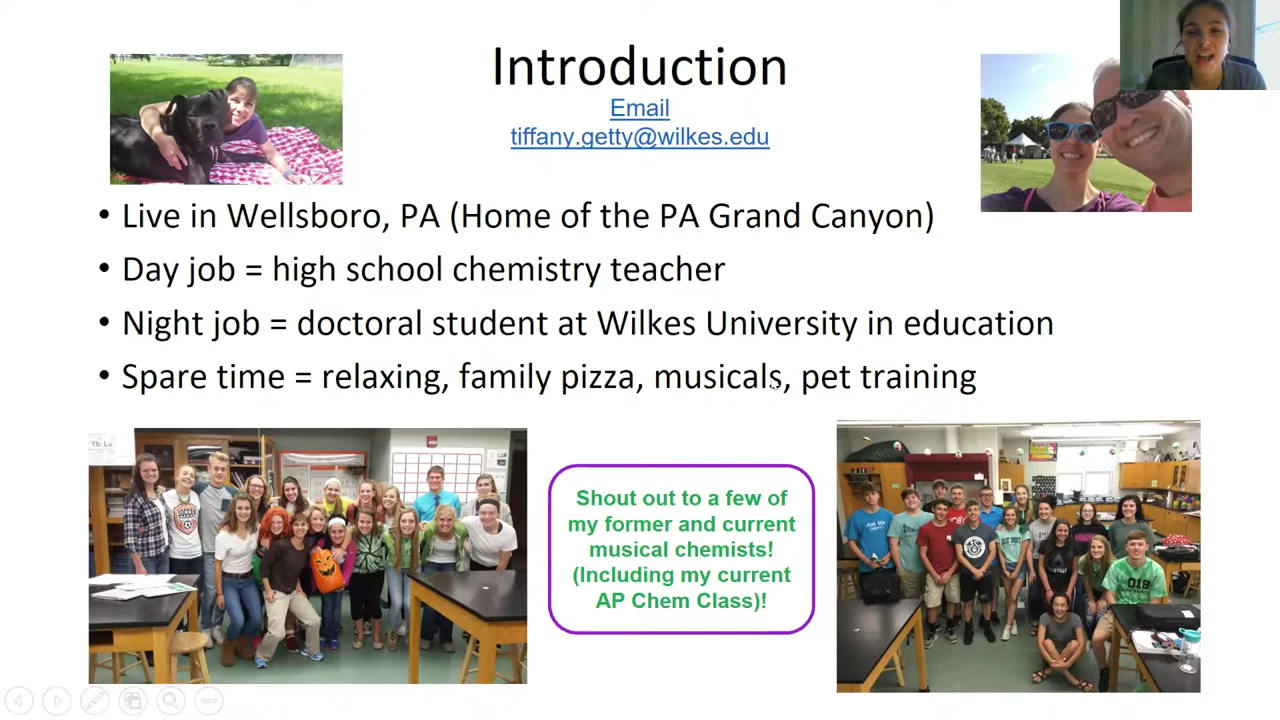 Introduction
Email
tiffany.getty@wilkes.edu
• Live in Wellsboro, PA (Home of the PA Grand Canyon)
• Day job = high school chemistry teacher
• Night job = doctoral student at Wilkes University in education
• Spare time = relaxing, family pizza, musicals, pet training
Yb Lu
Shout out to a few of
my former and current
musical chemists!
(Including my current
AP Chem Class)!